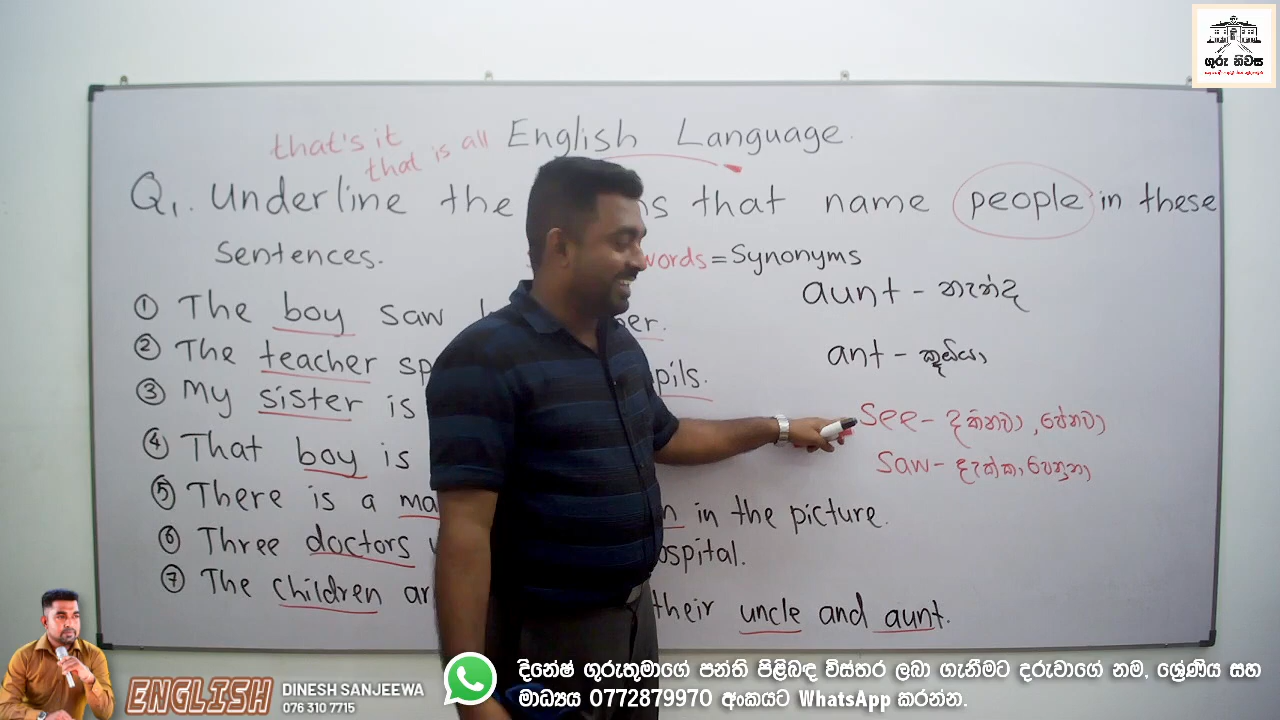 ගුරු නිවස
that's it
that is all
English Language.
Q1. Underline the ns that name people in these
sentences.
words = Synonyms
aunt - නැන්දා
ant - කූඹියා
See - දකිනවා, පේනවා
Saw - දැක්කා, පෙනුනා
① The boy saw her.
② The teacher sp pils.
③ My sister is
④ That boy is
⑤ There is a ma n in the picture.
⑥ Three doctors ospital.
⑦ The children ar their uncle and aunt.
ENGLISH
DINESH SANJEEWA
076 310 7715
දිනේෂ් ගුරුතුමාගේ පන්ති පිළිබඳ විස්තර ලබා ගැනීමට දරුවාගේ නම, ශ්‍රේණිය සහ
මාධ්‍යය 0772879970 අංකයට WhatsApp කරන්න.